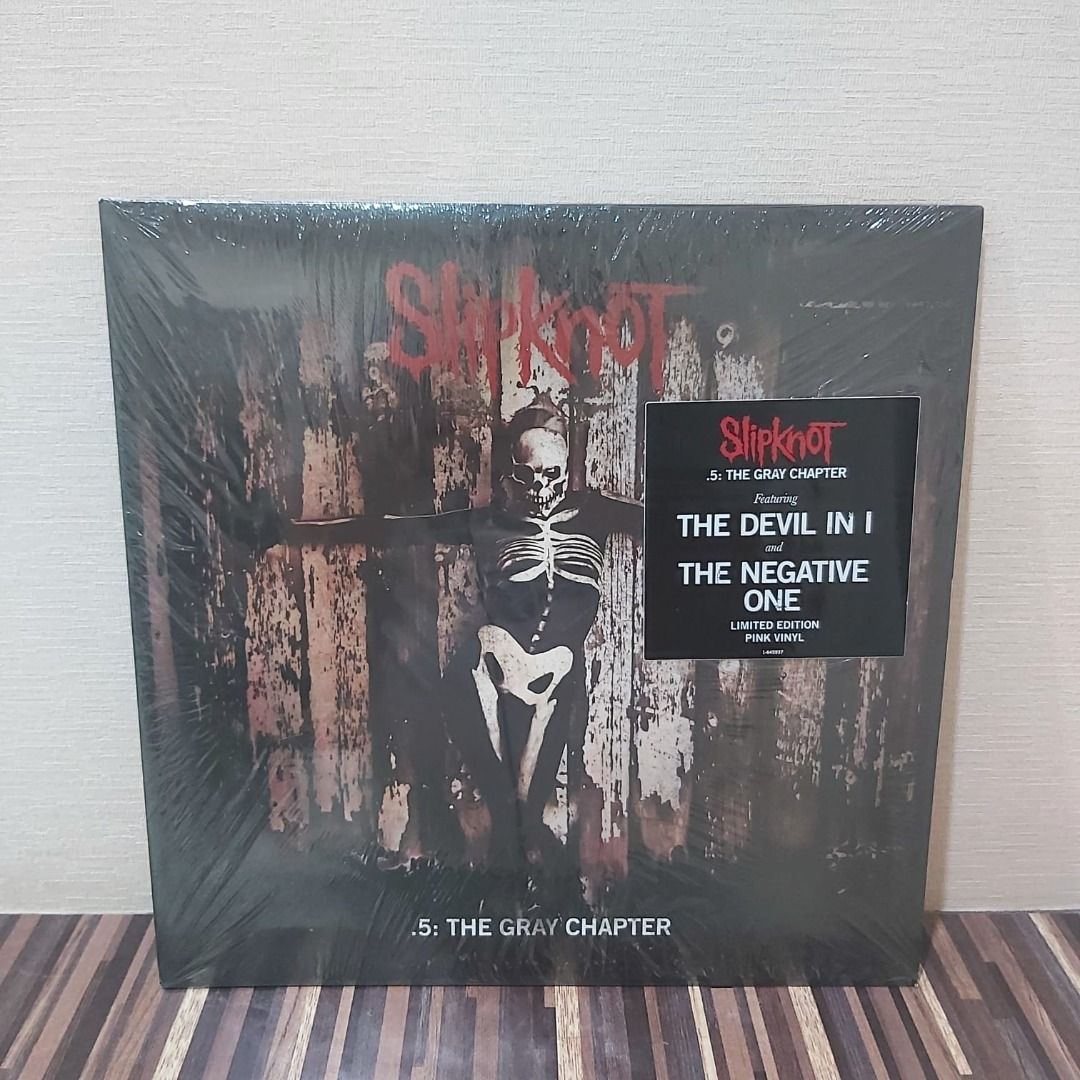 SlipknoT
SlipknoT
.5: THE GRAY CHAPTER
Featuring
THE DEVIL IN I
and
THE NEGATIVE
ONE
LIMITED EDITION
PINK VINYL
.5: THE GRAY CHAPTER